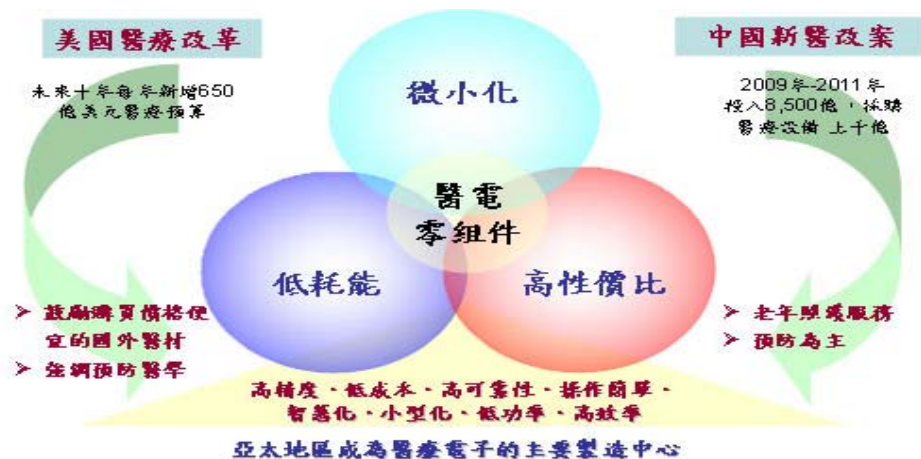 美國醫療改革
未來十年每年新增650
億美元醫療預算
鼓勵購買價格便
宜的國外醫材
強調預防醫學
微小化
醫電
零組件
低耗能
高性價比
中國新醫改案
2009年-2011年
投入8,500億，採購
醫療設備 上千億
老年照護服務
預防為主
高精度、低成本、高可靠性、操作簡單、
智慧化、小型化、低功率、高效率
亞太地區成為醫療電子的主要製造中心